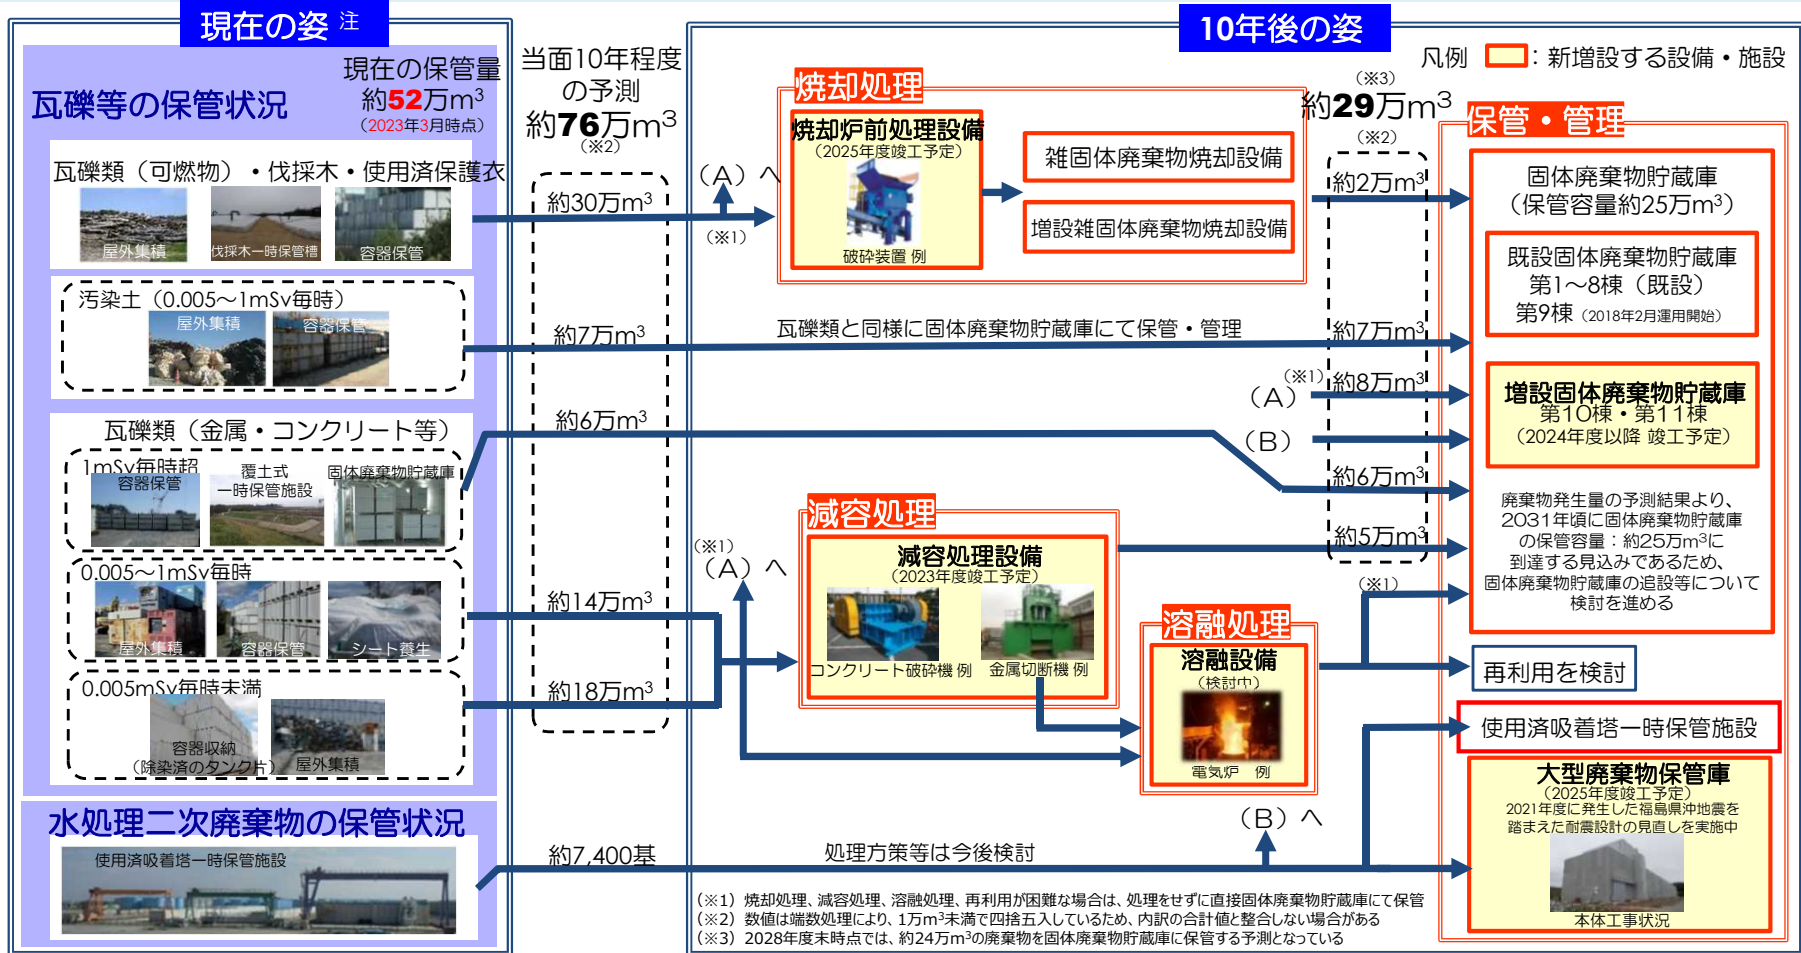 現在の姿 注
現在の保管量
約52万m³
（2023年3月時点）
瓦礫等の保管状況
瓦礫類（可燃物）・伐採木・使用済保護衣
屋外集積
伐採木一時保管槽
容器保管
汚染土（0.005～1mSv毎時）
屋外集積
容器保管
瓦礫類（金属・コンクリート等）
1mSv毎時超
容器保管
覆土式
一時保管施設
固体廃棄物貯蔵庫
0.005～1mSv毎時
屋外集積
容器保管
シート養生
0.005mSv毎時未満
容器収納
（除染済のタンク片）
屋外集積
水処理二次廃棄物の保管状況
使用済吸着塔一時保管施設
当面10年程度
の予測
約76万m³
（※2）
約30万m³
約7万m³
約6万m³
約14万m³
約18万m³
約7,400基
10年後の姿
凡例 ：新増設する設備・施設
焼却処理
焼却炉前処理設備
（2025年度竣工予定）
破砕装置 例
雑固体廃棄物焼却設備
増設雑固体廃棄物焼却設備
（A）へ
（※1）
瓦礫類と同様に固体廃棄物貯蔵庫にて保管・管理
（※1）
（A）
（B）
減容処理
減容処理設備
（2023年度竣工予定）
コンクリート破砕機 例
金属切断機 例
（※1）
（A）へ
溶融処理
溶融設備
（検討中）
電気炉 例
（※1）
（B）へ
処理方策等は今後検討
（※3）
約29万m³
（※2）
約2万m³
約7万m³
約8万m³
約6万m³
約5万m³
保管・管理
固体廃棄物貯蔵庫
（保管容量約25万m³）
既設固体廃棄物貯蔵庫
第1～8棟（既設）
第9棟（2018年2月運用開始）
増設固体廃棄物貯蔵庫
第10棟・第11棟
（2024年度以降 竣工予定）
廃棄物発生量の予測結果より、
2031年頃に固体廃棄物貯蔵庫
の保管容量：約25万m³に
到達する見込みであるため、
固体廃棄物貯蔵庫の追設等について
検討を進める
再利用を検討
使用済吸着塔一時保管施設
大型廃棄物保管庫
（2025年度竣工予定）
2021年度に発生した福島県沖地震を
踏まえた耐震設計の見直しを実施中
本体工事状況
（※1）焼却処理、減容処理、溶融処理、再利用が困難な場合は、処理をせずに直接固体廃棄物貯蔵庫にて保管
（※2）数値は端数処理により、1万m³未満で四捨五入しているため、内訳の合計値と整合しない場合がある
（※3）2028年度末時点では、約24万m³の廃棄物を固体廃棄物貯蔵庫に保管する予測となっている